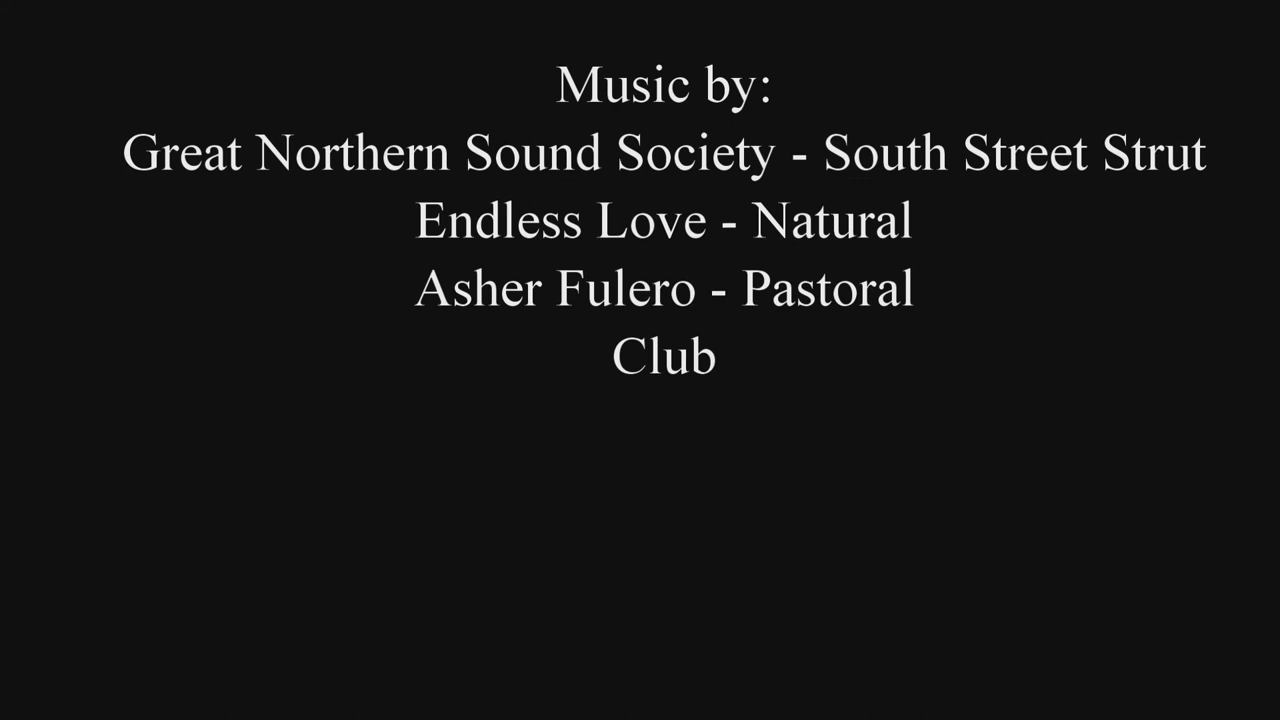 Music by:
Great Northern Sound Society - South Street Strut
Endless Love - Natural
Asher Fulero - Pastoral
Club